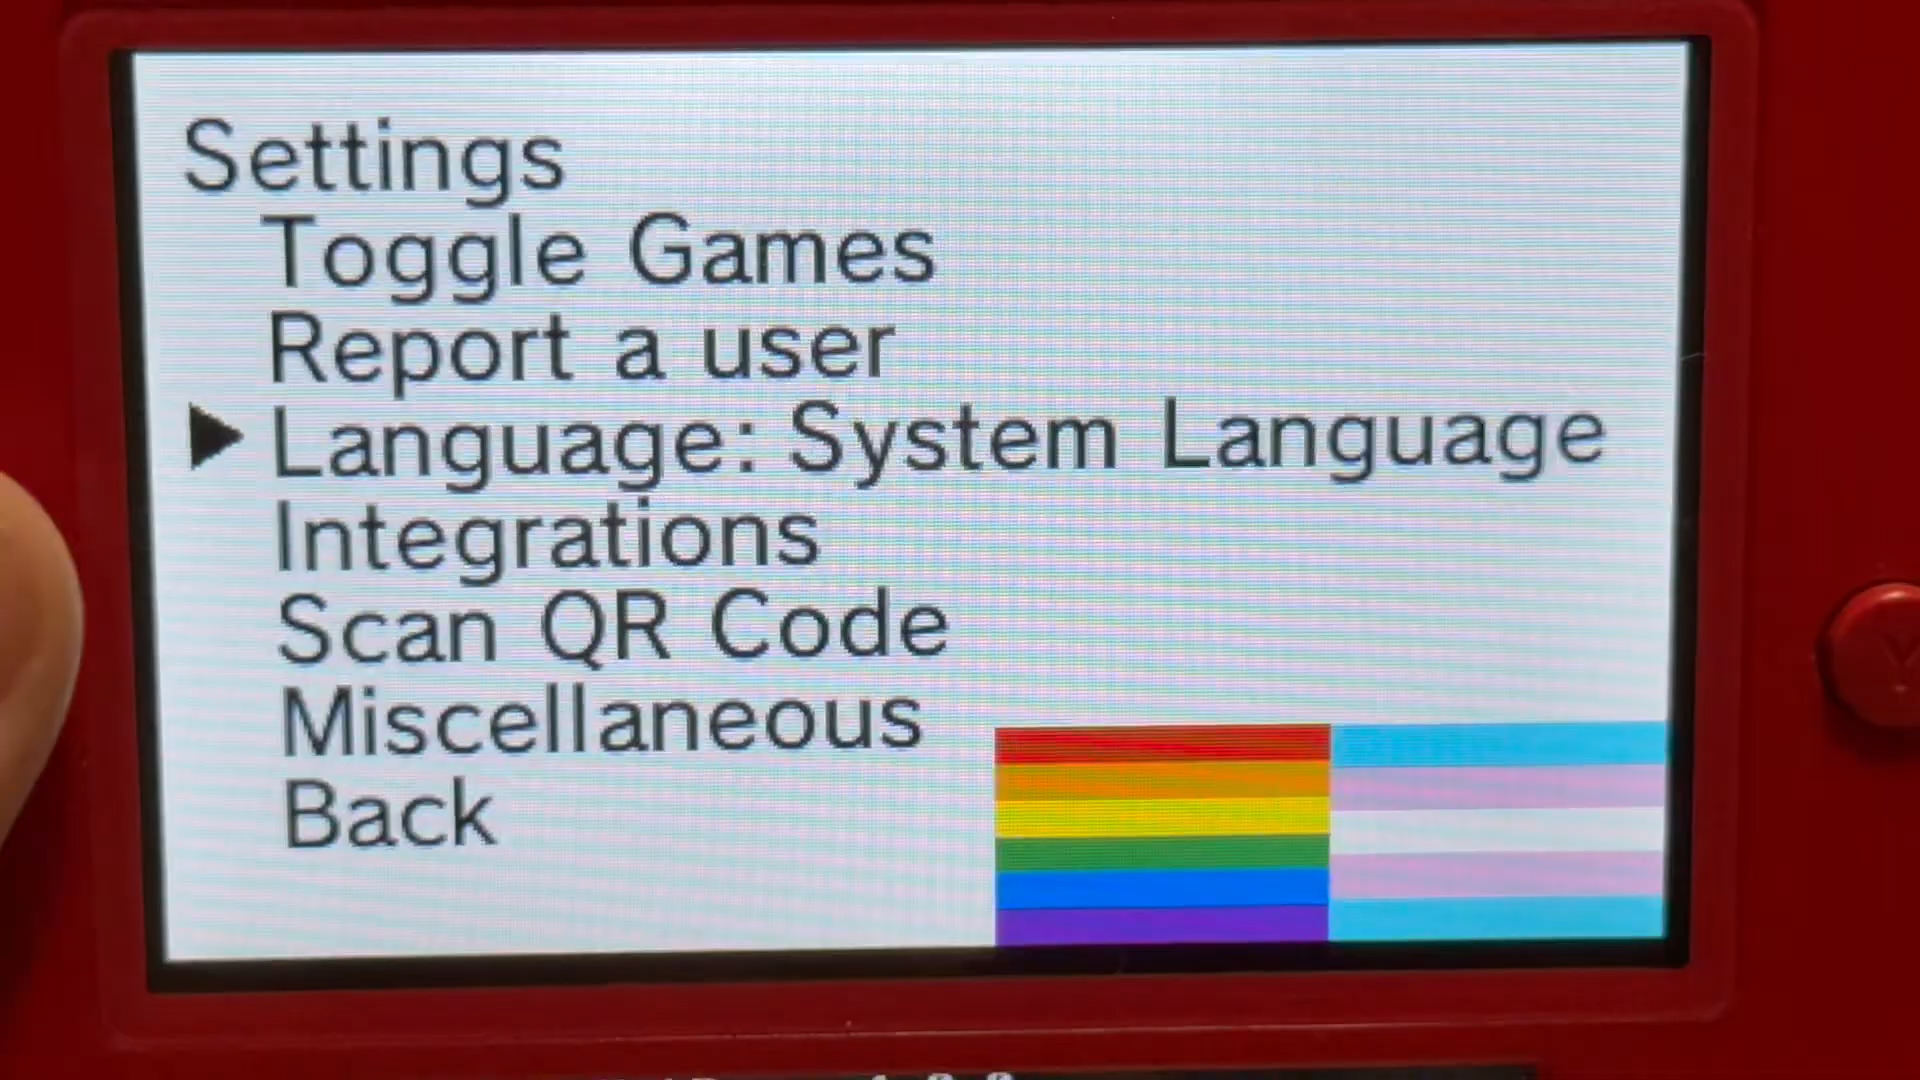 Settings
Toggle Games
Report a user
Language: System Language
Integrations
Scan QR Code
Miscellaneous
Back
Y